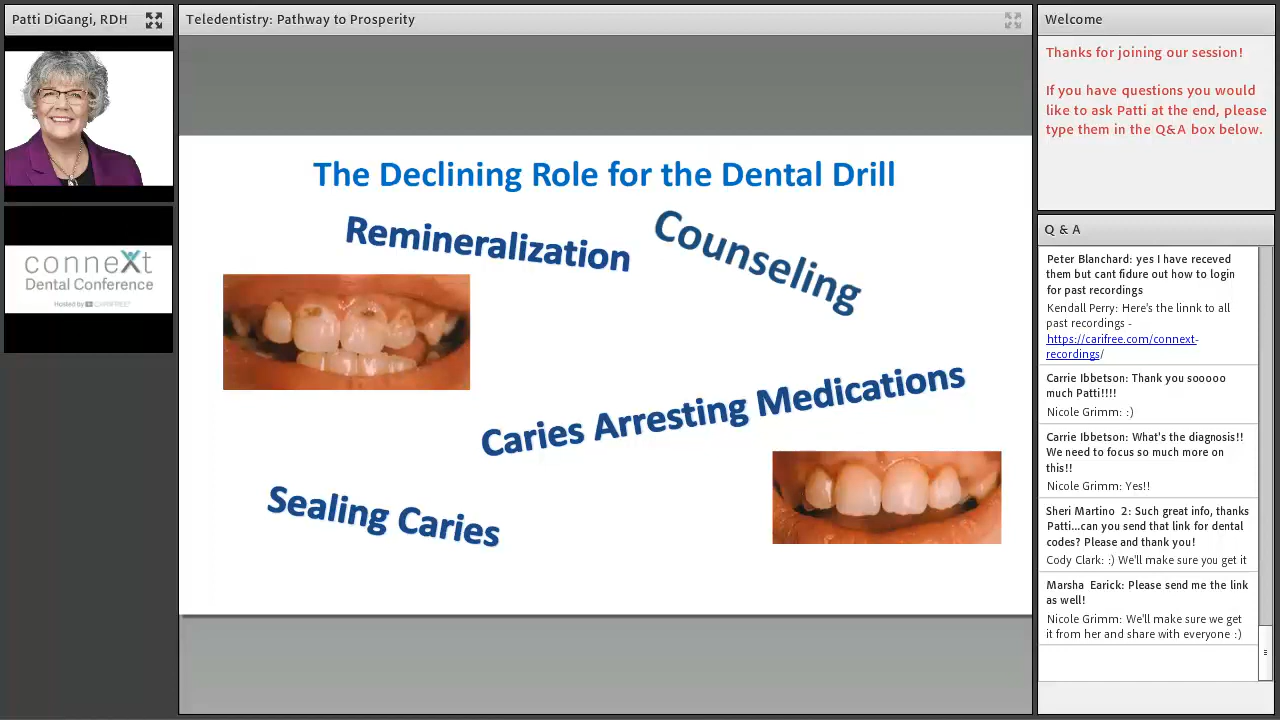 Patti DiGangi, RDH
Teledentistry: Pathway to Prosperity
Welcome
conneXt
Dental Conference
Hosted by CARIFREE
The Declining Role for the Dental Drill
Remineralization
Counseling
Caries Arresting Medications
Sealing Caries
Thanks for joining our session!
If you have questions you would
like to ask Patti at the end, please
type them in the Q&A box below.
Q & A
Peter Blanchard: yes I have receved
them but cant fidure out how to login
for past recordings
Kendall Perry: Here's the linnk to all
past recordings -
https://carifree.com/connext-
recordings/
Carrie Ibbetson: Thank you sooooo
much Patti!!!!
Nicole Grimm: :)
Carrie Ibbetson: What's the diagnosis!!
We need to focus so much more on
this!!
Nicole Grimm: Yes!!
Sheri Martino 2: Such great info, thanks
Patti...can you send that link for dental
codes? Please and thank you!
Cody Clark: :) We'll make sure you get it
Marsha Earick: Please send me the link
as well!
Nicole Grimm: We'll make sure we get
it from her and share with everyone :)